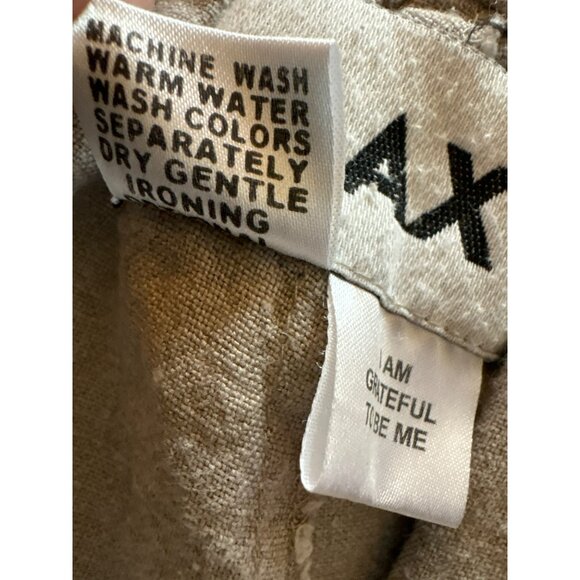 MACHINE WASH
WARM WATER
WASH COLORS
SEPARATELY
DRY GENTLE
IRONING
AX
I AM
GRATEFUL
TO BE ME